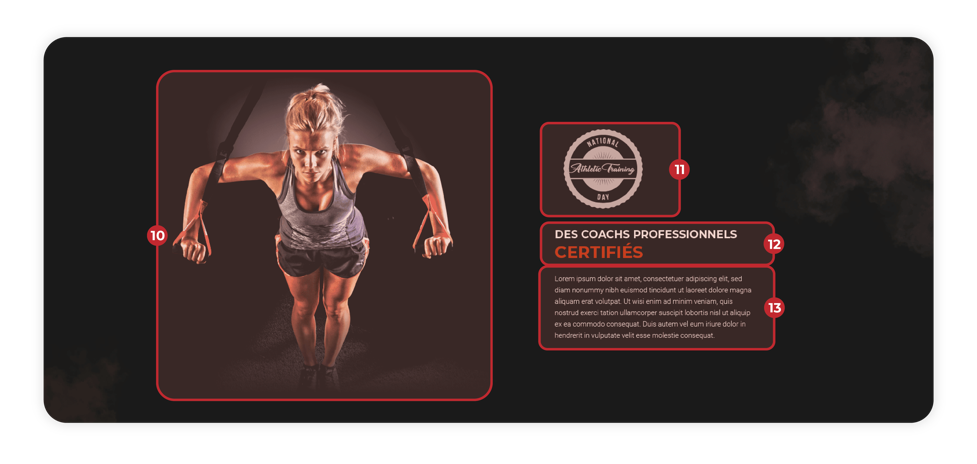 10
NATIONAL
Athletic Training
DAY
11
DES COACHS PROFESSIONNELS
CERTIFIÉS
12
Lorem ipsum dolor sit amet, consectetuer adipiscing elit, sed
diam nonummy nibh euismod tincidunt ut laoreet dolore magna
aliquam erat volutpat. Ut wisi enim ad minim veniam, quis
nostrud exerci tation ullamcorper suscipit lobortis nisl ut aliquip
ex ea commodo consequat. Duis autem vel eum iriure dolor in
hendrerit in vulputate velit esse molestie consequat.
13